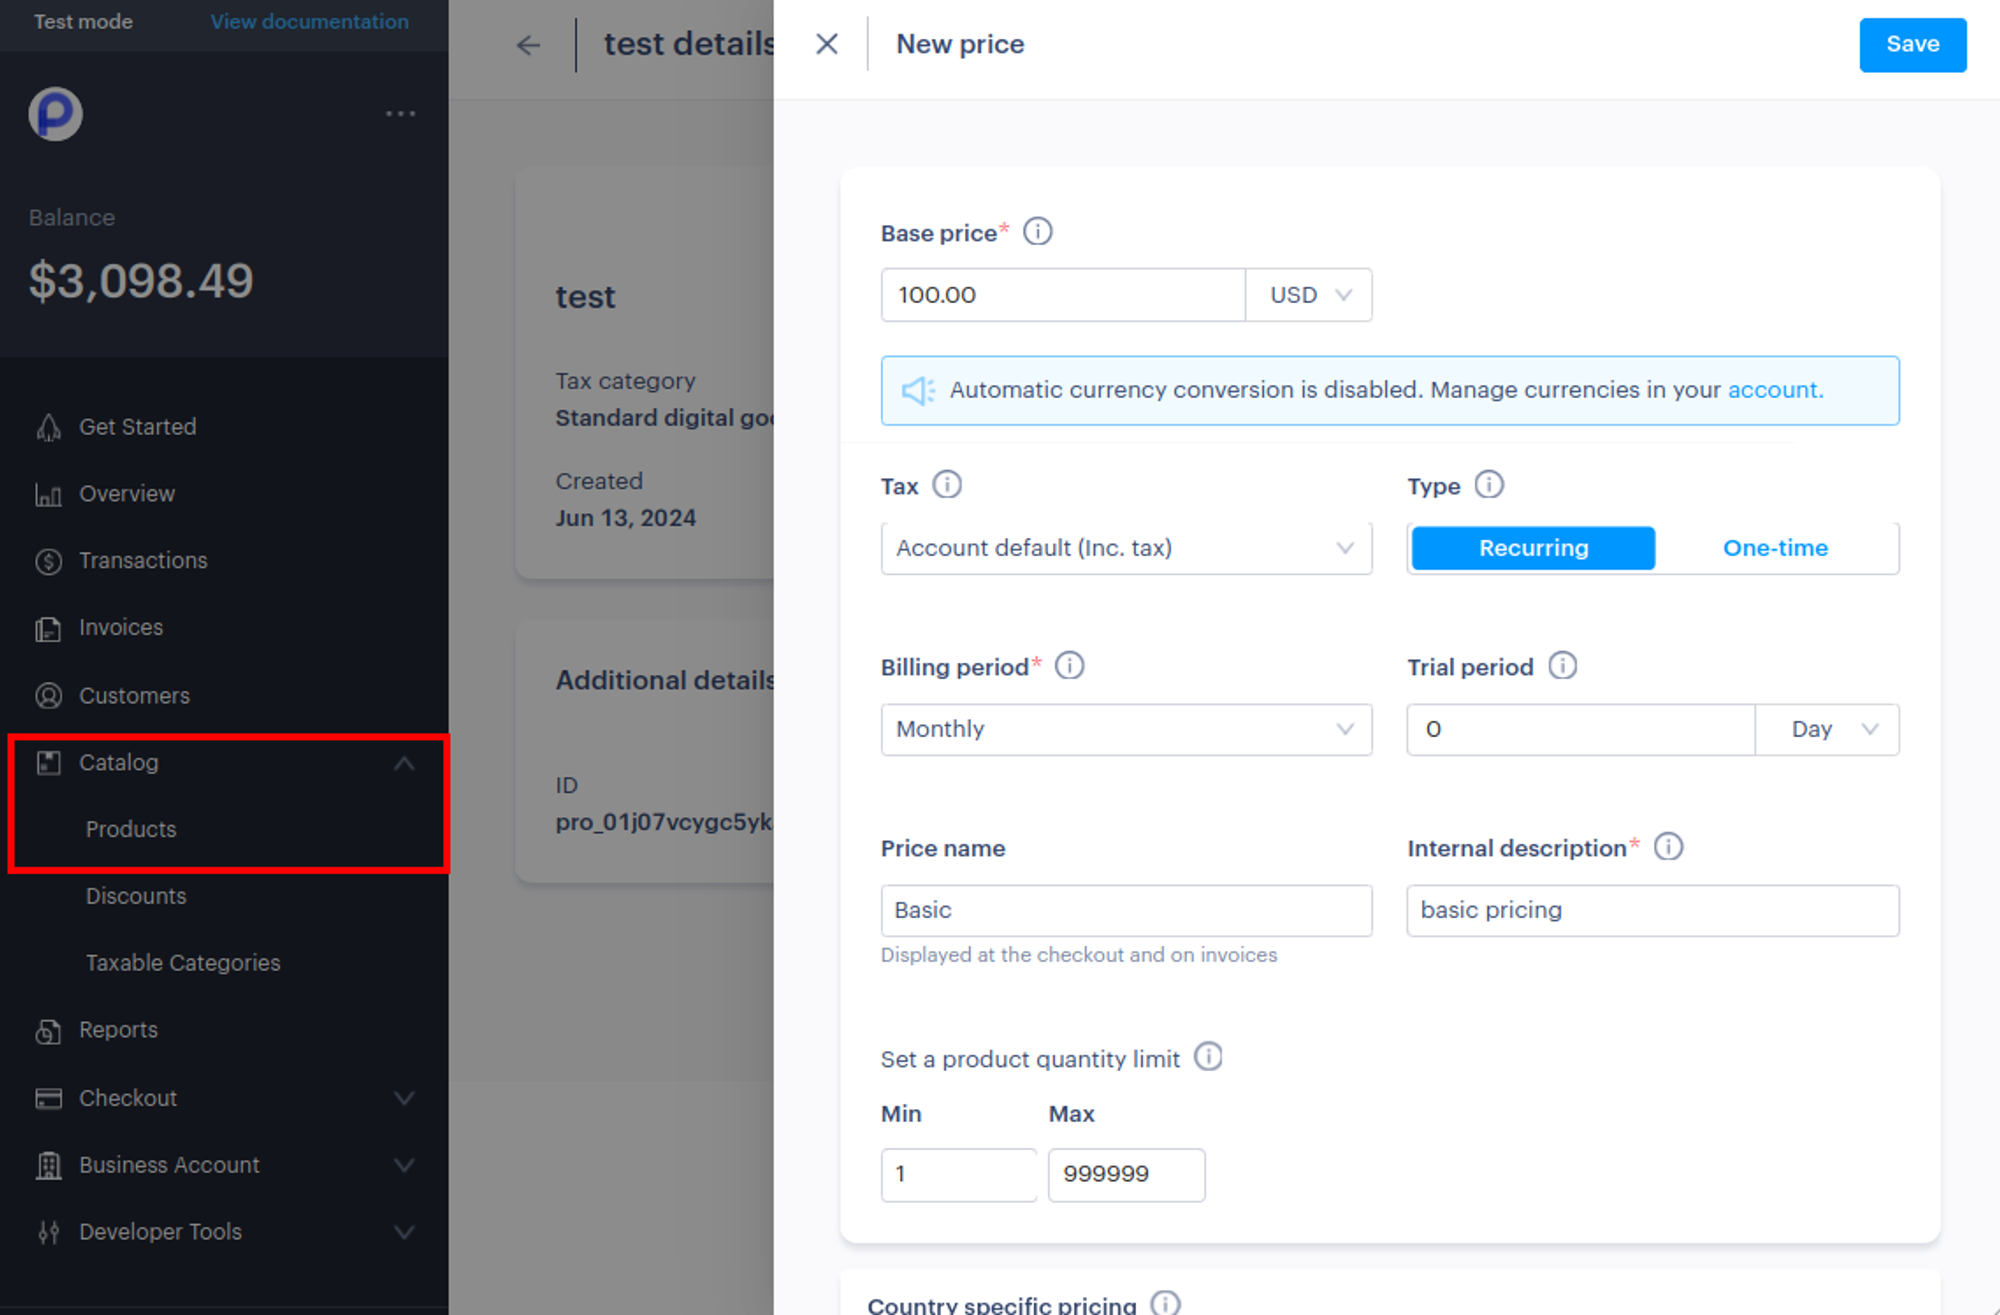 Test mode
View documentation
Balance
$3,098.49
Get Started
Overview
Transactions
Invoices
Customers
Catalog
Products
Discounts
Taxable Categories
Reports
Checkout
Business Account
Developer Tools
test details
test
Tax category
Standard digital goo
Created
Jun 13, 2024
Additional details
ID
pro_01j07vcygc5yk
New price
Save
Base price*
100.00
USD
Automatic currency conversion is disabled. Manage currencies in your account.
Tax
Type
Account default (Inc. tax)
Recurring
One-time
Billing period*
Trial period
Monthly
0
Day
Price name
Internal description*
Basic
basic pricing
Displayed at the checkout and on invoices
Set a product quantity limit
Min
Max
1
999999
Country specific pricing